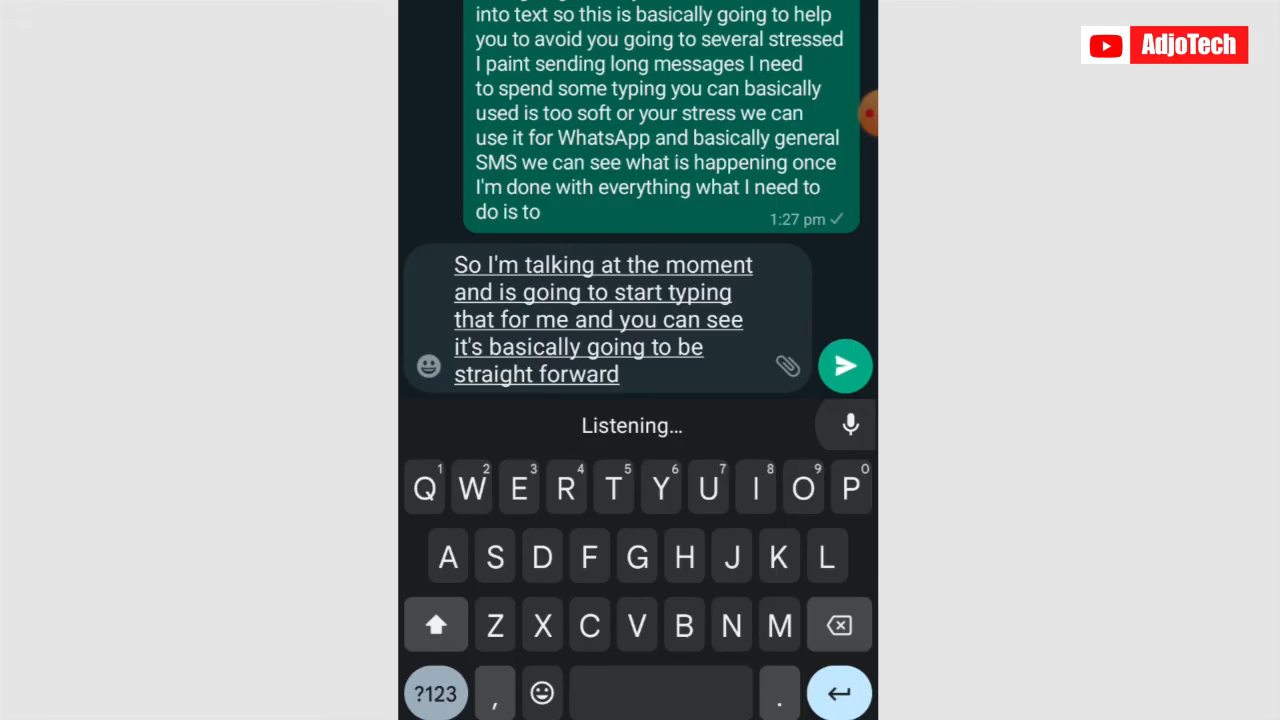 AdjoTech
into text so this is basically going to help
you to avoid you going to several stressed
I paint sending long messages I need
to spend some typing you can basically
used is too soft or your stress we can
use it for WhatsApp and basically general
SMS we can see what is happening once
I'm done with everything what I need to
do is to
1:27 pm
So I'm talking at the moment
and is going to start typing
that for me and you can see
it's basically going to be
straight forward
Listening...
1 2 3 4 5 6 7 8 9 0
Q W E R T Y U I O P
A S D F G H J K L
Z X C V B N M
?123 , .